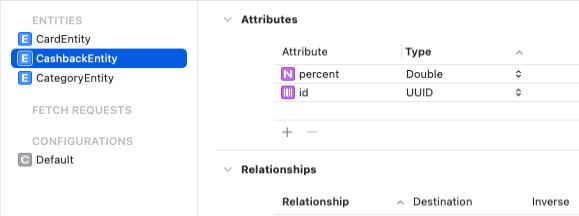 ENTITIES
E CardEntity
E CashbackEntity
E CategoryEntity
FETCH REQUESTS
CONFIGURATIONS
C Default
Attributes
Attribute Type
N percent Double
id UUID
+ −
Relationships
Relationship Destination Inverse